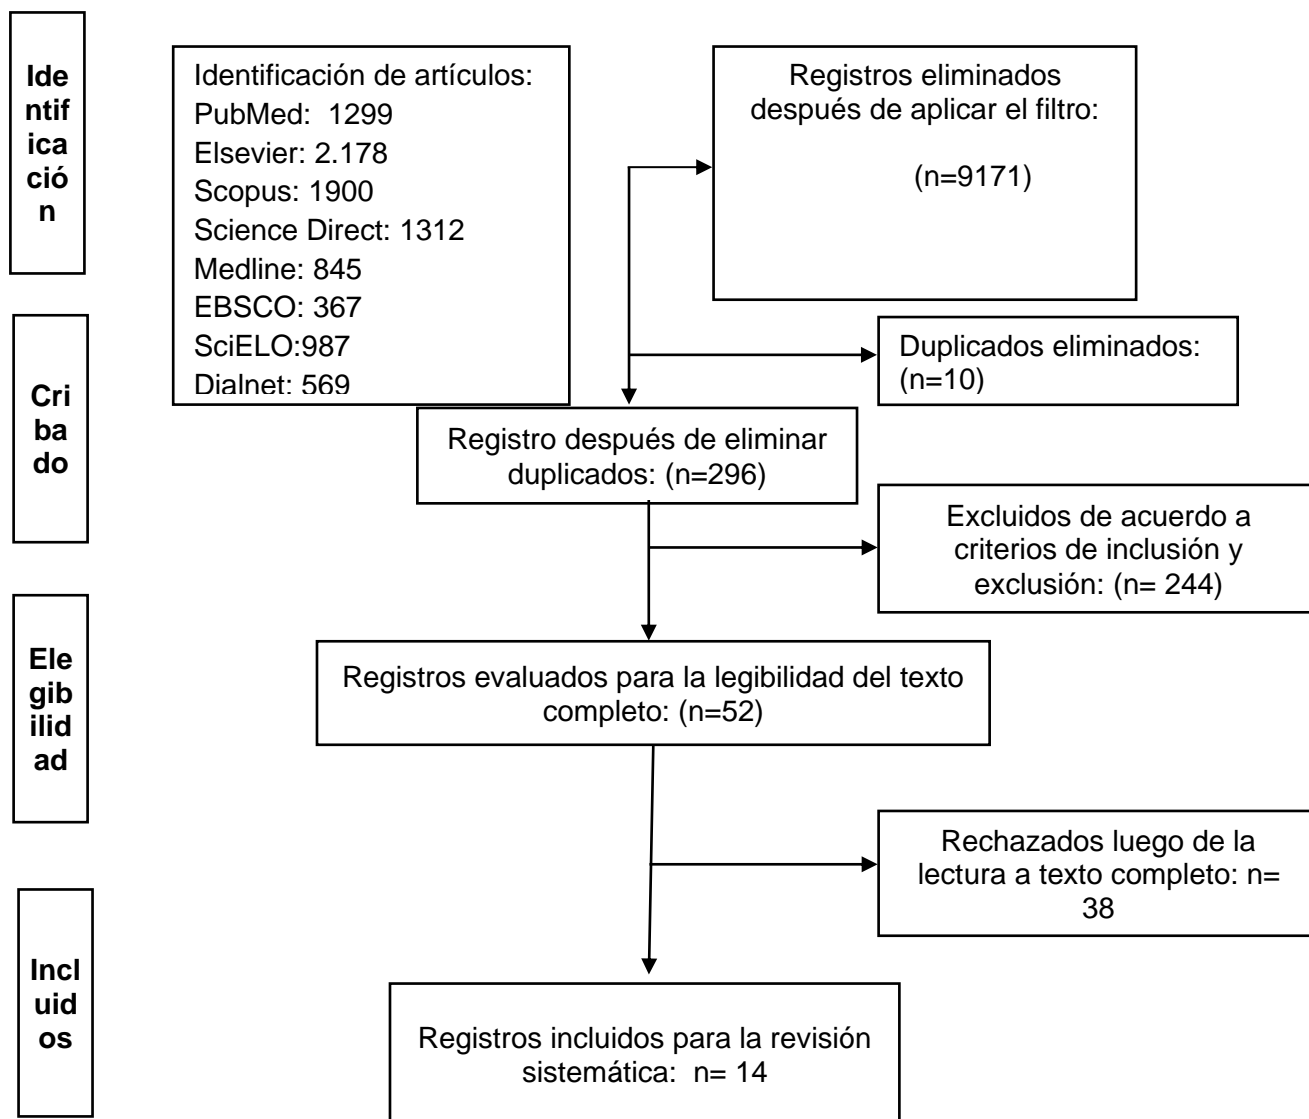 Ide
ntif
ica
ció
n
Identificación de artículos:
PubMed:  1299
Elsevier: 2.178
Scopus: 1900
Science Direct: 1312
Medline: 845
EBSCO: 367
SciELO:987
Dialnet: 569
Registros eliminados
después de aplicar el filtro:
(n=9171)
Cri
ba
do
Duplicados eliminados:
(n=10)
Registro después de eliminar
duplicados: (n=296)
Excluidos de acuerdo a
criterios de inclusión y
exclusión: (n= 244)
Ele
gib
ilid
ad
Registros evaluados para la legibilidad del texto
completo: (n=52)
Rechazados luego de la
lectura a texto completo: n=
38
Incl
uid
os
Registros incluidos para la revisión
sistemática:  n= 14